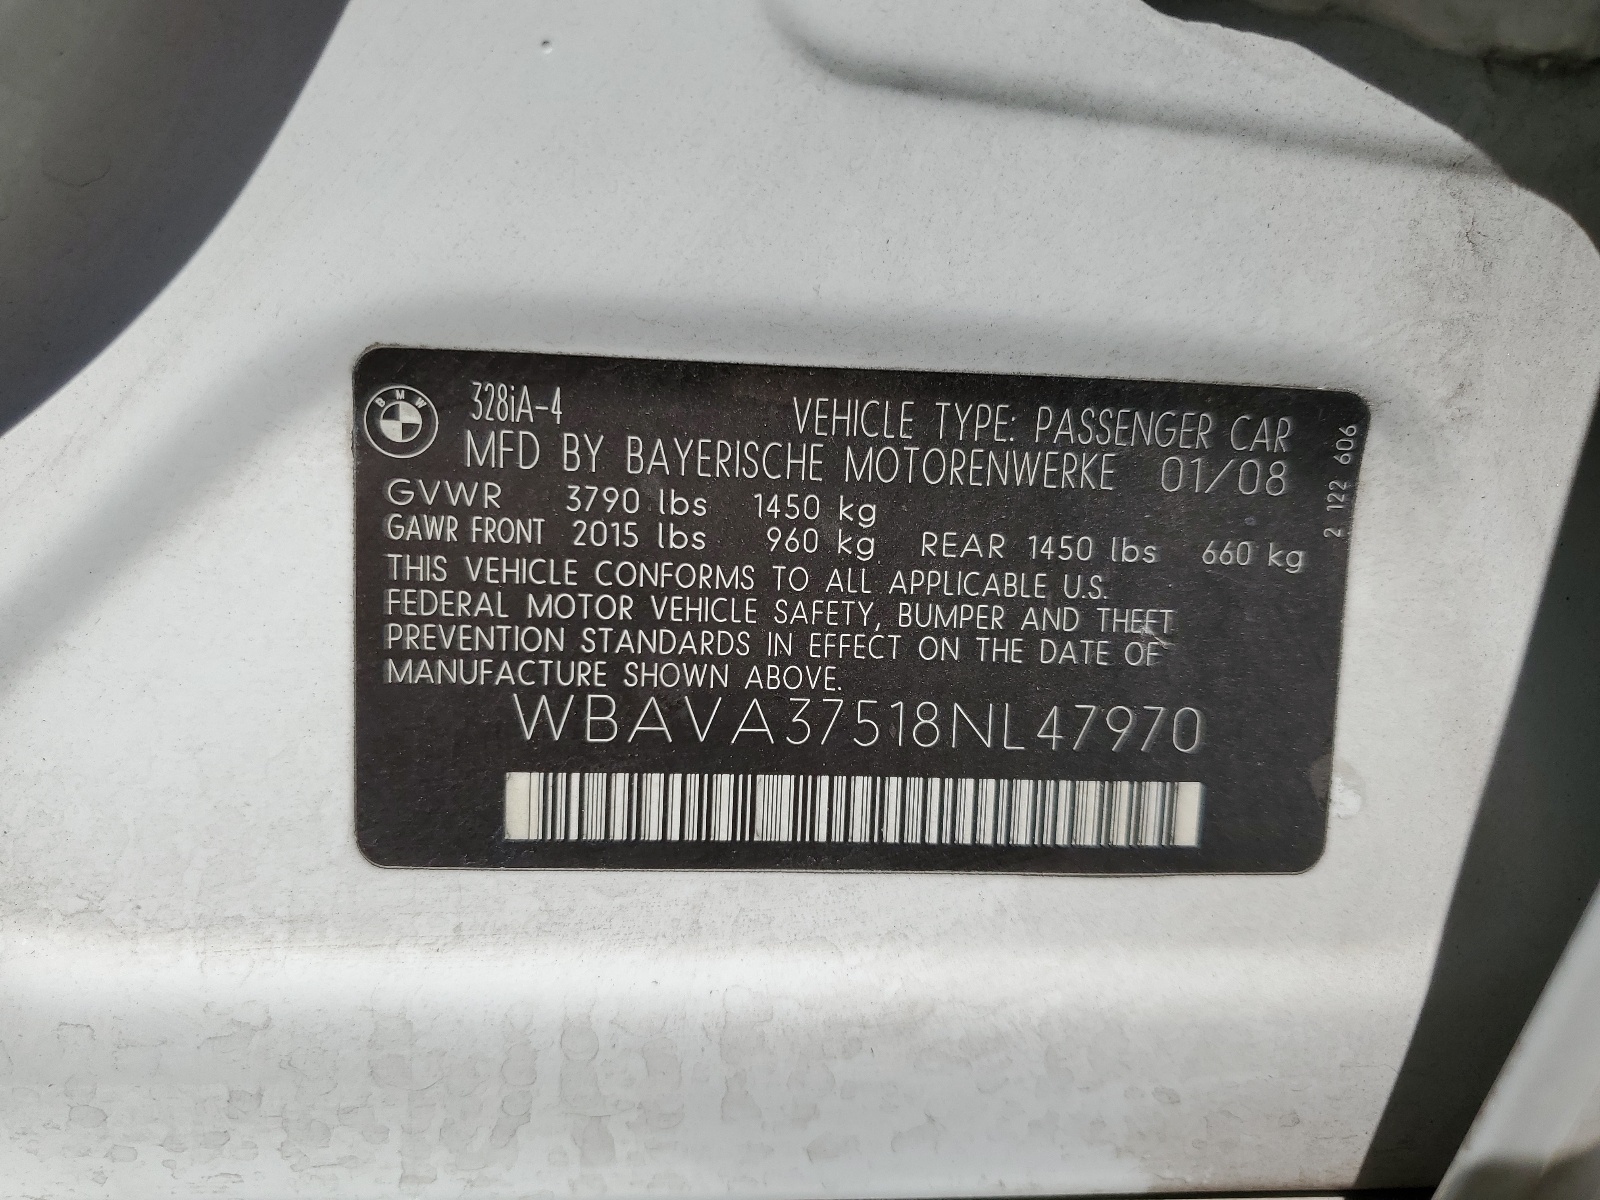 BMW
328iA-4
VEHICLE TYPE: PASSENGER CAR
MFD BY BAYERISCHE MOTORENWERKE 01/08
GVWR 3790 lbs 1450 kg
GAWR FRONT 2015 lbs 960 kg REAR 1450 lbs 660 kg
THIS VEHICLE CONFORMS TO ALL APPLICABLE U.S.
FEDERAL MOTOR VEHICLE SAFETY, BUMPER AND THEFT
PREVENTION STANDARDS IN EFFECT ON THE DATE OF
MANUFACTURE SHOWN ABOVE.
WBAVA37518NL47970
2 122 606